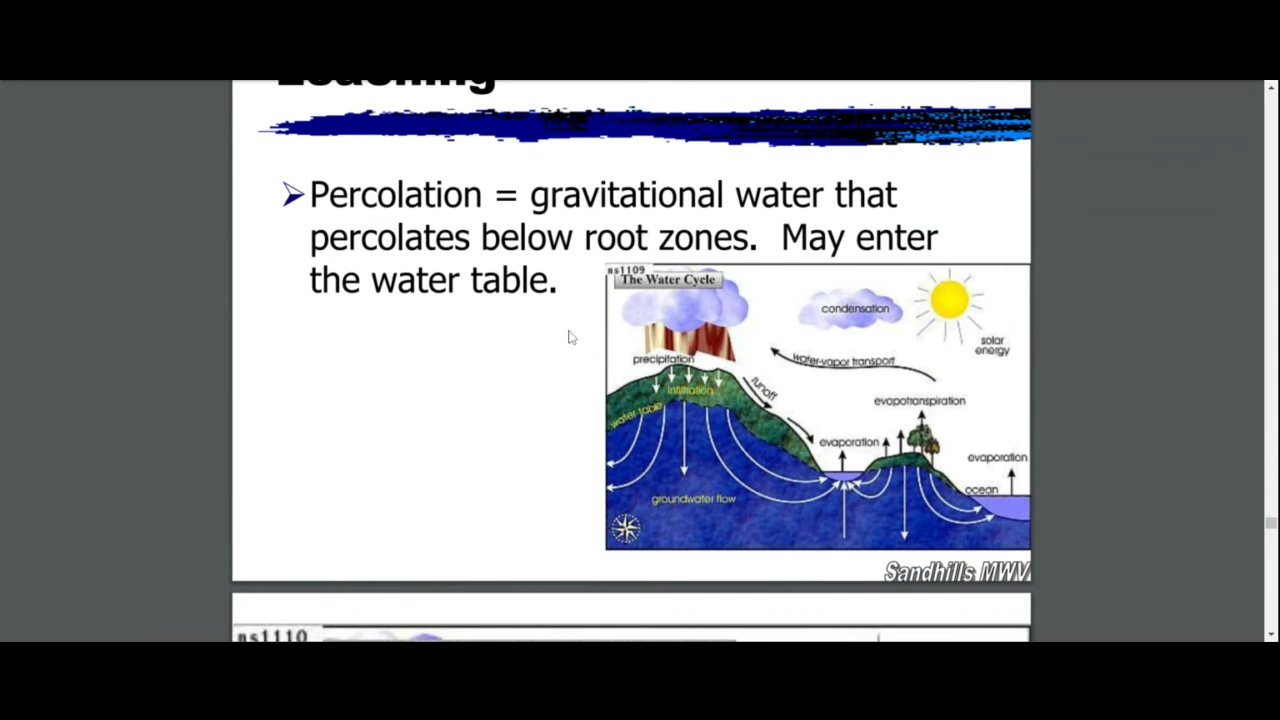 Leaching
Percolation = gravitational water that
percolates below root zones.  May enter
the water table.
ns1109
The Water Cycle
condensation
solar
energy
precipitation
water-vapor transport
infiltration
runoff
evapotranspiration
water table
evaporation
evaporation
ocean
groundwater flow
Sandhills MWV
ns1110